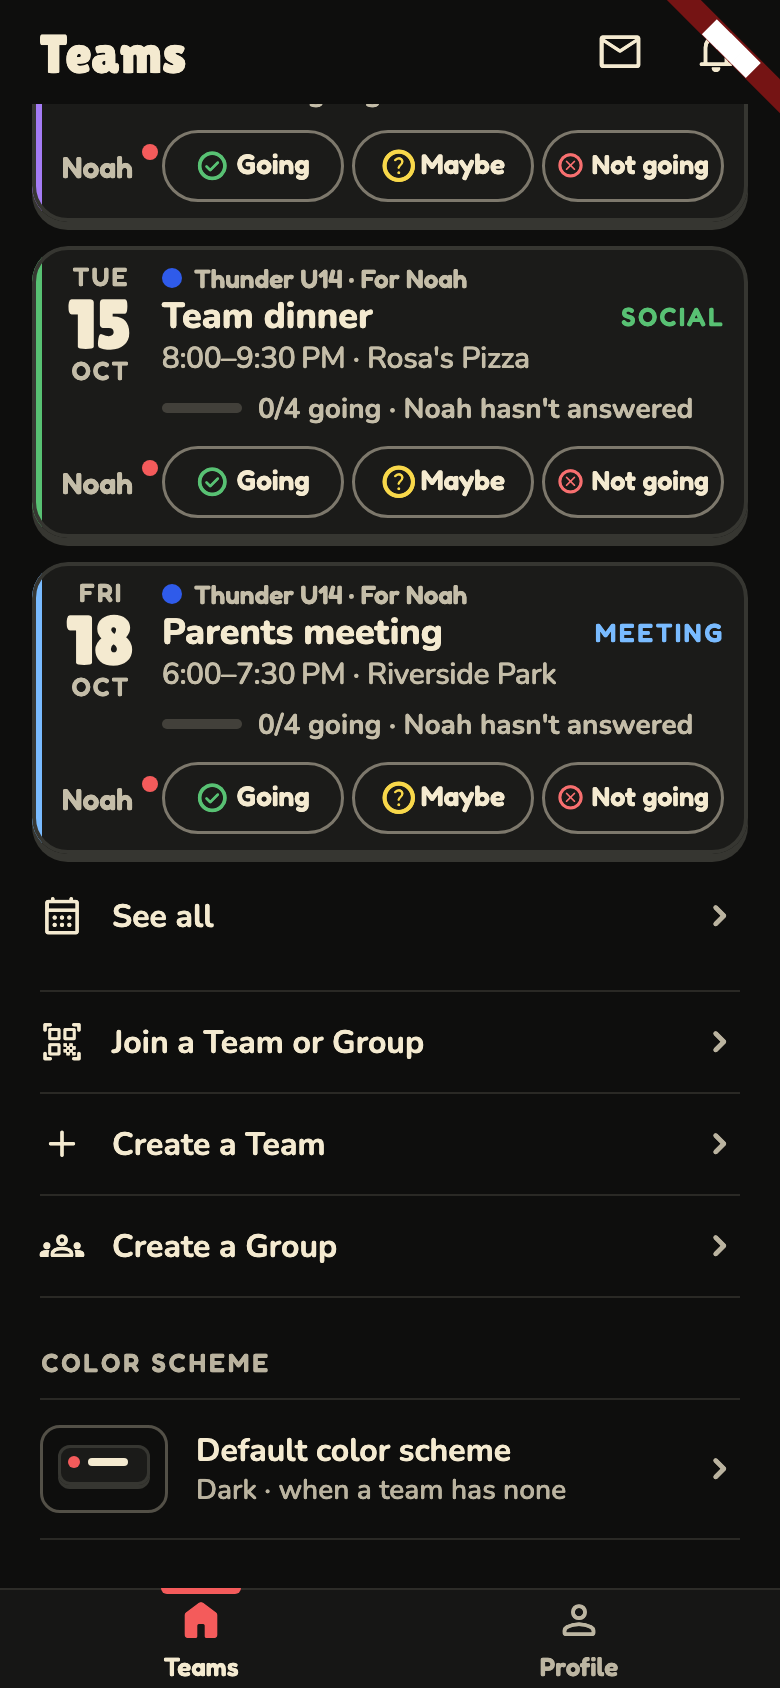 Teams
Noah
Going
Maybe
Not going
TUE
15
OCT
Thunder U14 · For Noah
Team dinner
SOCIAL
8:00–9:30 PM · Rosa's Pizza
0/4 going · Noah hasn't answered
Noah
Going
Maybe
Not going
FRI
18
OCT
Thunder U14 · For Noah
Parents meeting
MEETING
6:00–7:30 PM · Riverside Park
0/4 going · Noah hasn't answered
Noah
Going
Maybe
Not going
See all
Join a Team or Group
Create a Team
Create a Group
COLOR SCHEME
Default color scheme
Dark · when a team has none
Teams
Profile